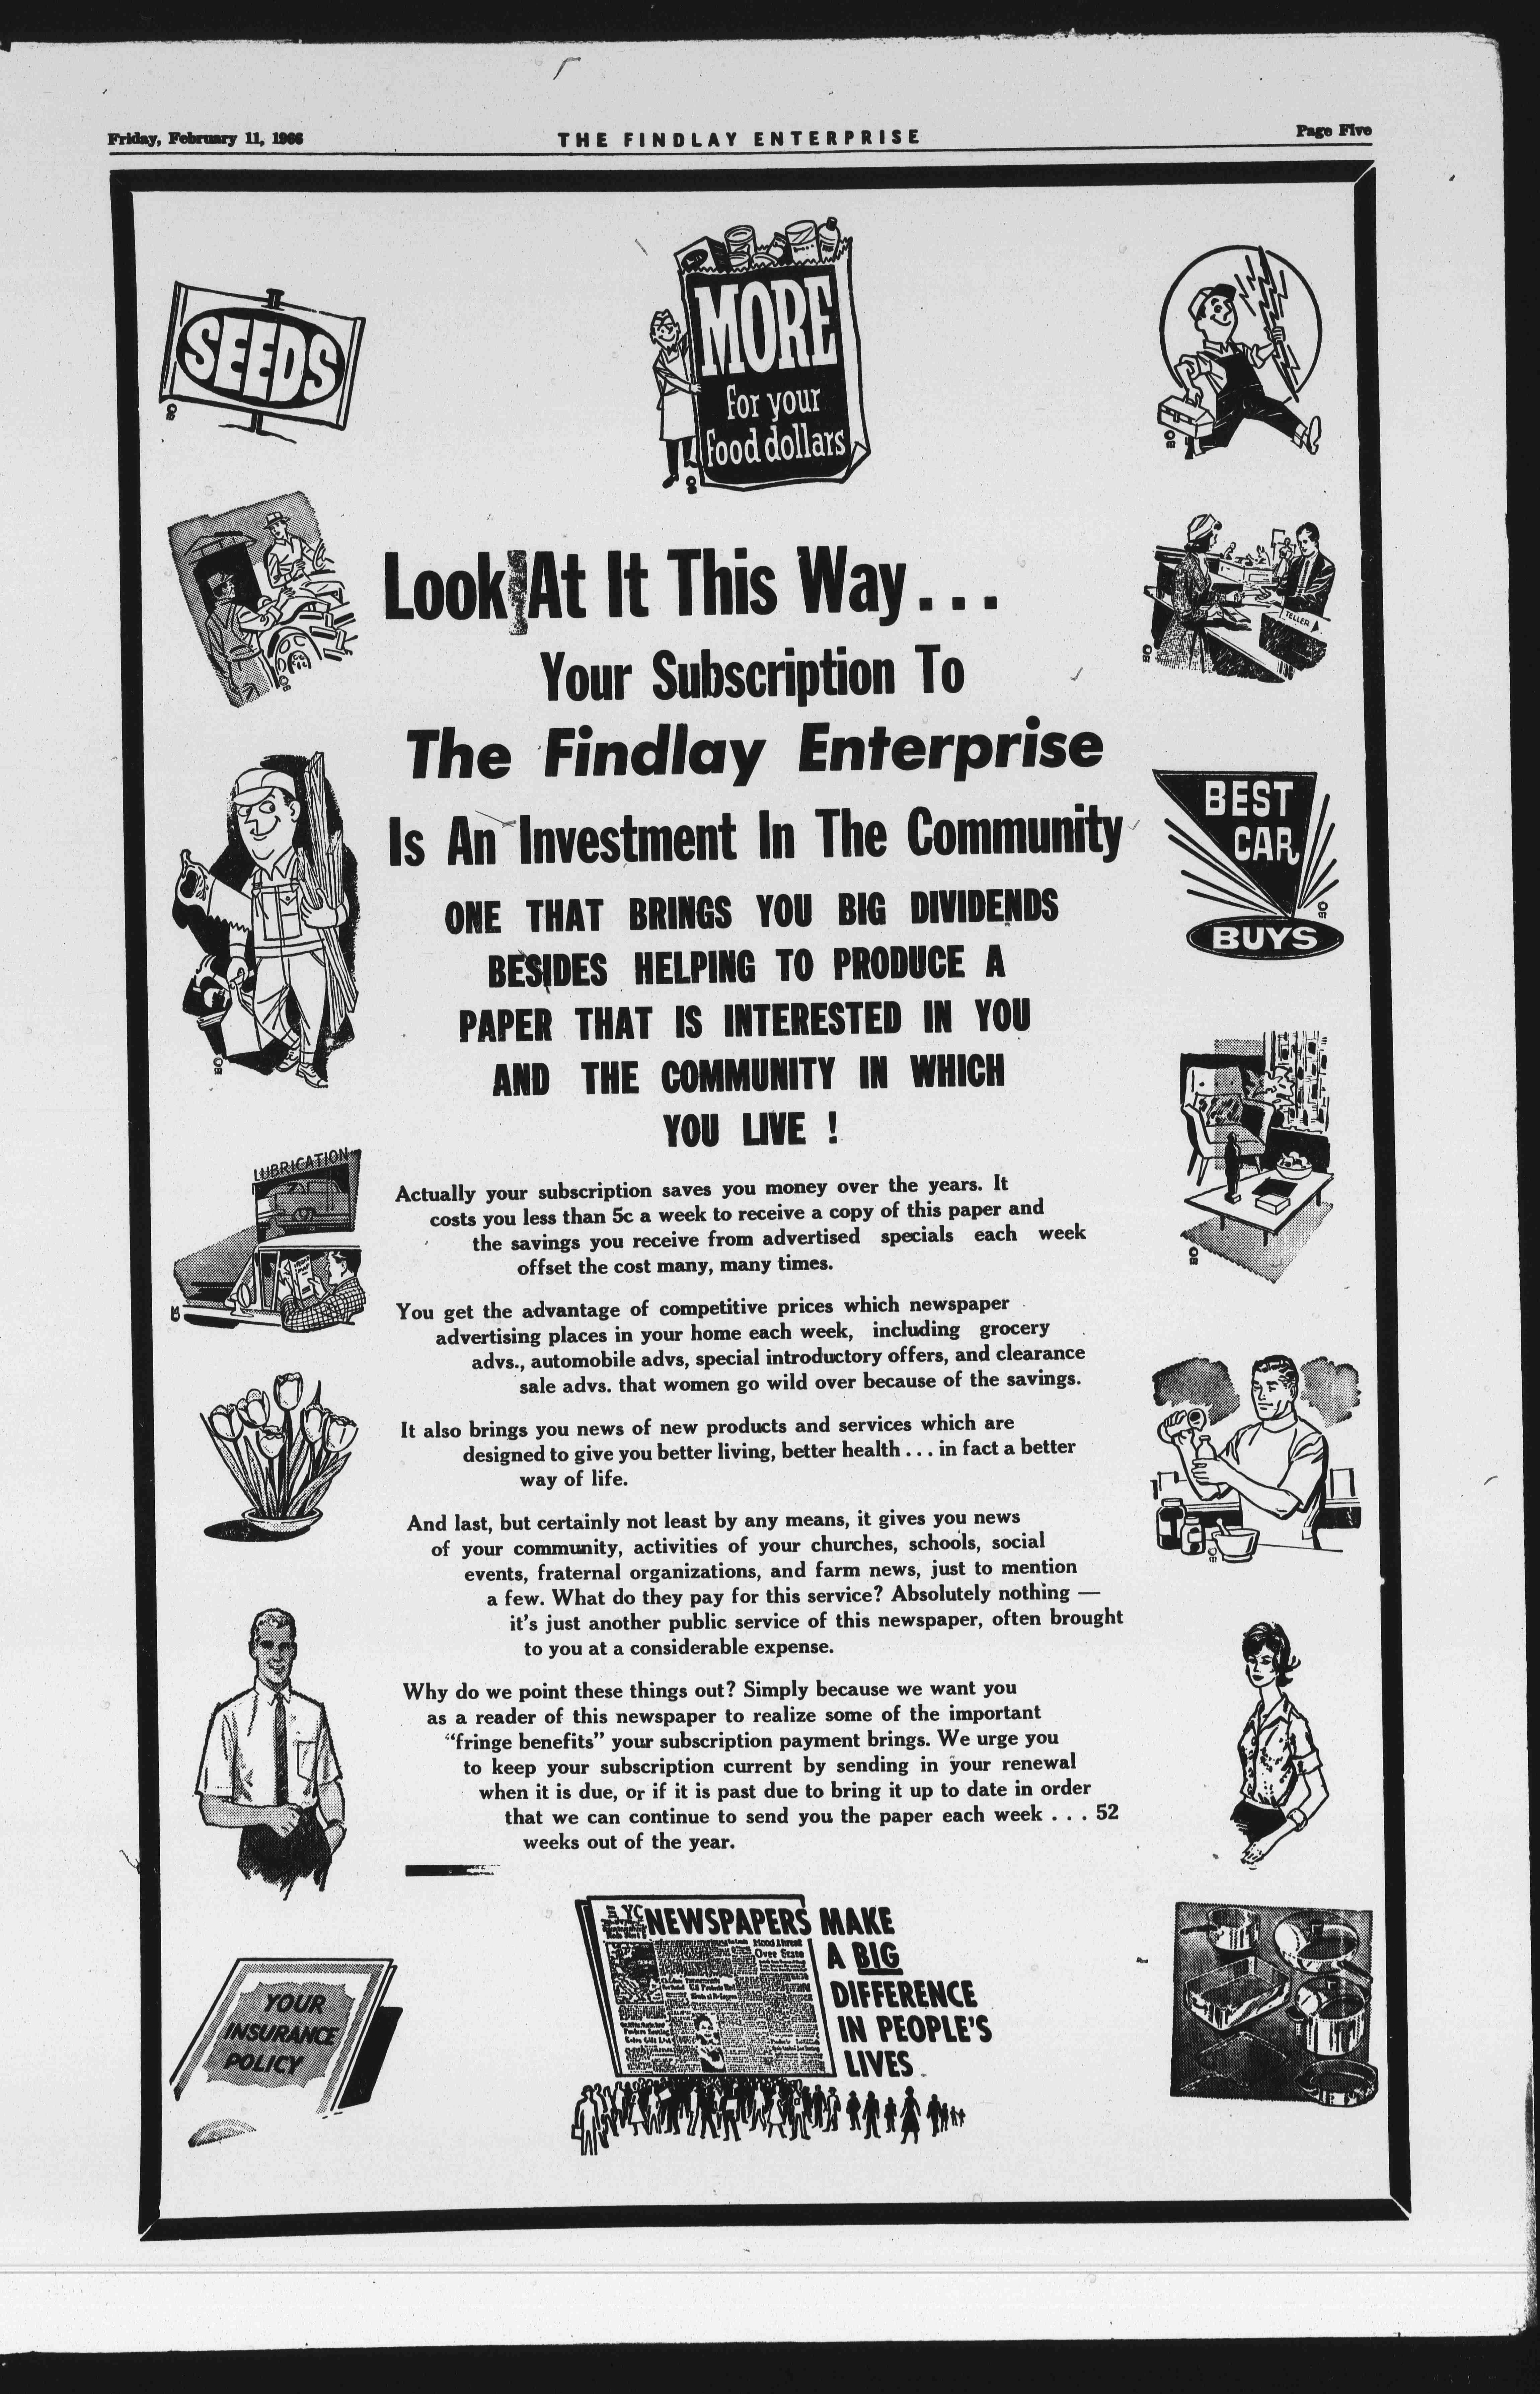 Friday, February 11, 1966
THE FINDLAY ENTERPRISE
Page Five
SEEDS
MORE
for your
food dollars
Look At It This Way . . .
TELLER
Your Subscription To
The Findlay Enterprise
Is An Investment In The Community
BEST
CAR
BUYS
ONE THAT BRINGS YOU BIG DIVIDENDS
BESIDES HELPING TO PRODUCE A
PAPER THAT IS INTERESTED IN YOU
AND THE COMMUNITY IN WHICH
YOU LIVE !
LUBRICATION
Actually your subscription saves you money over the years. It
costs you less than 5c a week to receive a copy of this paper and
the savings you receive from advertised specials each week
offset the cost many, many times.
You get the advantage of competitive prices which newspaper
advertising places in your home each week, including grocery
advs., automobile advs, special introductory offers, and clearance
sale advs. that women go wild over because of the savings.
It also brings you news of new products and services which are
designed to give you better living, better health . . . in fact a better
way of life.
And last, but certainly not least by any means, it gives you news
of your community, activities of your churches, schools, social
events, fraternal organizations, and farm news, just to mention
a few. What do they pay for this service? Absolutely nothing —
it's just another public service of this newspaper, often brought
to you at a considerable expense.
Why do we point these things out? Simply because we want you
as a reader of this newspaper to realize some of the important
"fringe benefits" your subscription payment brings. We urge you
to keep your subscription current by sending in your renewal
when it is due, or if it is past due to bring it up to date in order
that we can continue to send you the paper each week . . . 52
weeks out of the year.
NEWSPAPERS MAKE
A BIG
DIFFERENCE
IN PEOPLE'S
LIVES
Flood Threat
Over State
YOUR
INSURANCE
POLICY